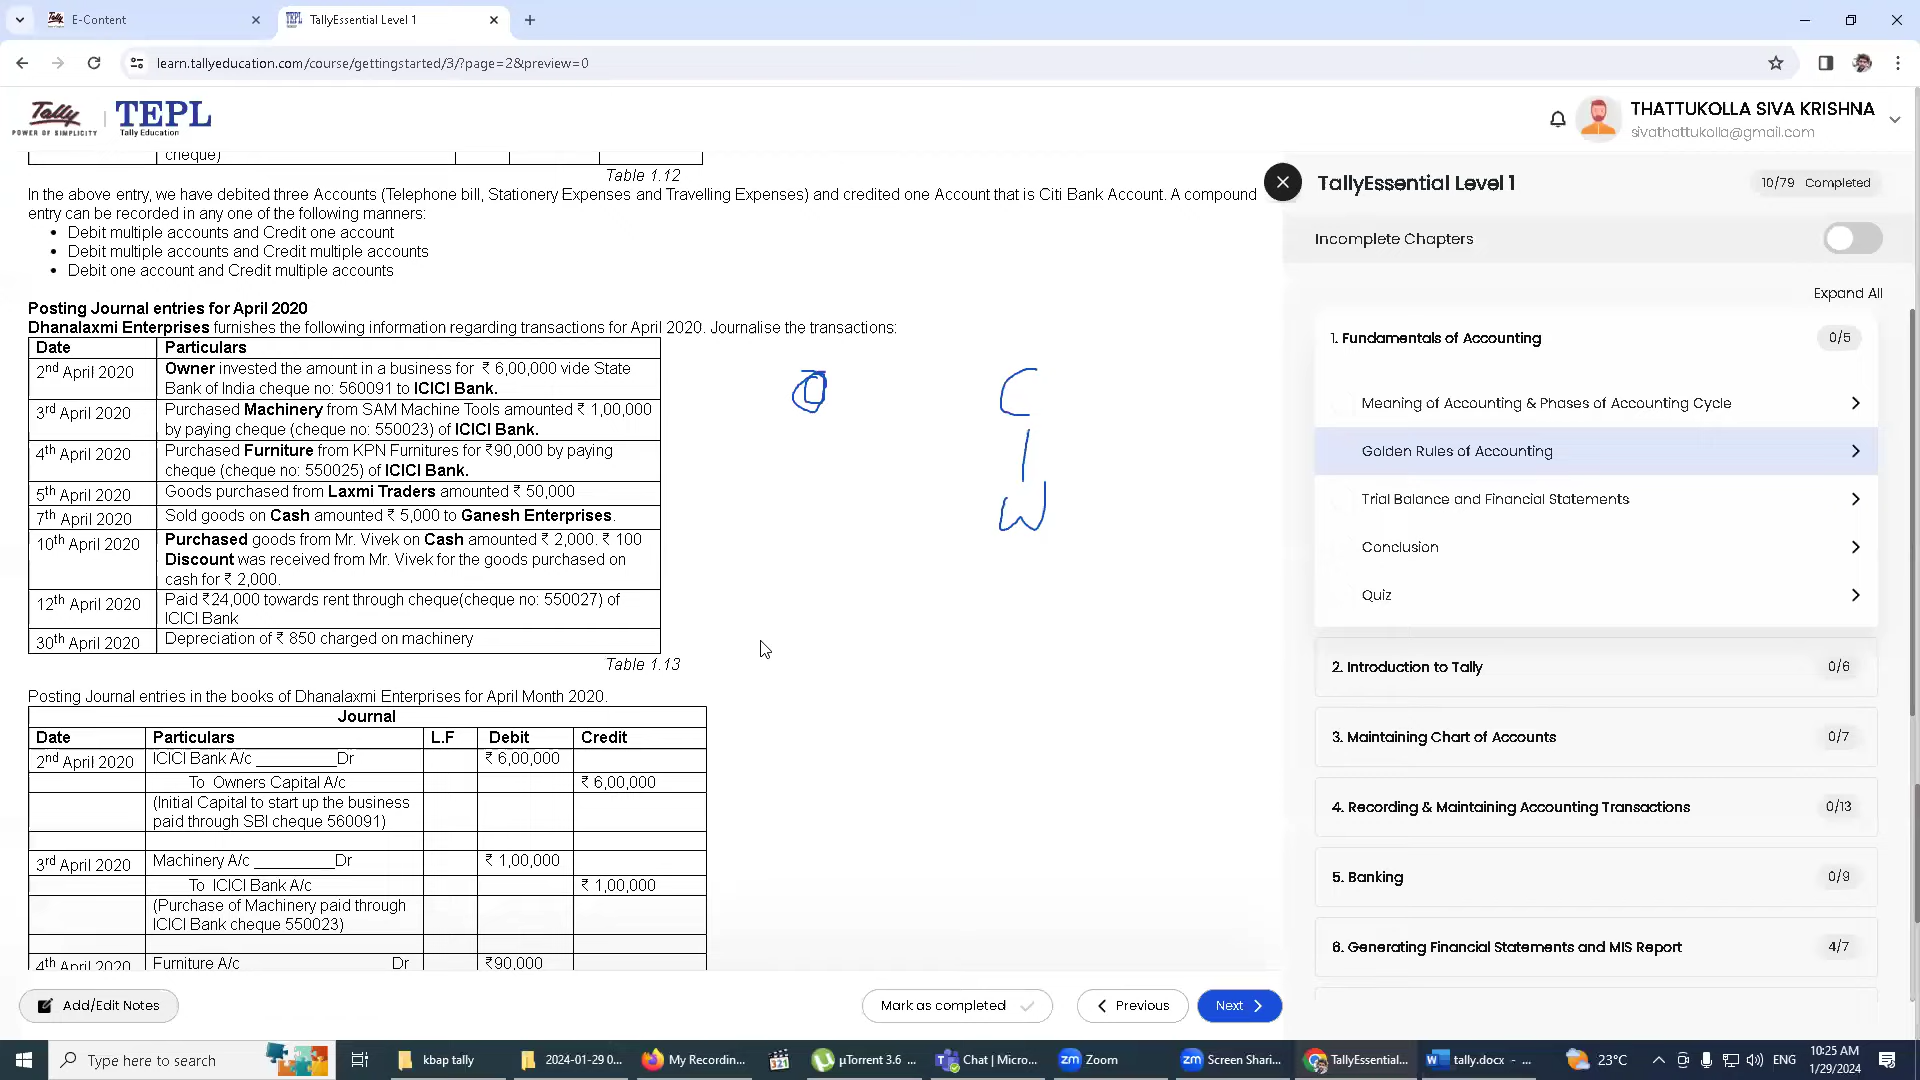 E-Content
TallyEssential Level 1
learn.tallyeducation.com/course/gettingstarted/3/?page=2&preview=0
Tally
POWER OF SIMPLICITY
TEPL
Tally Education
THATTUKOLLA SIVA KRISHNA
sivathattukolla@gmail.com
cheque)
Table 1.12
In the above entry, we have debited three Accounts (Telephone bill, Stationery Expenses and Travelling Expenses) and credited one Account that is Citi Bank Account. A compound
entry can be recorded in any one of the following manners:
• Debit multiple accounts and Credit one account
• Debit multiple accounts and Credit multiple accounts
• Debit one account and Credit multiple accounts
Posting Journal entries for April 2020
Dhanalaxmi Enterprises furnishes the following information regarding transactions for April 2020. Journalise the transactions:
Date Particulars
2nd April 2020 Owner invested the amount in a business for ₹ 6,00,000 vide State
Bank of India cheque no: 560091 to ICICI Bank.
3rd April 2020 Purchased Machinery from SAM Machine Tools amounted ₹ 1,00,000
by paying cheque (cheque no: 550023) of ICICI Bank.
4th April 2020 Purchased Furniture from KPN Furnitures for ₹90,000 by paying
cheque (cheque no: 550025) of ICICI Bank.
5th April 2020 Goods purchased from Laxmi Traders amounted ₹ 50,000
7th April 2020 Sold goods on Cash amounted ₹ 5,000 to Ganesh Enterprises.
10th April 2020 Purchased goods from Mr. Vivek on Cash amounted ₹ 2,000. ₹ 100
Discount was received from Mr. Vivek for the goods purchased on
cash for ₹ 2,000.
12th April 2020 Paid ₹24,000 towards rent through cheque(cheque no: 550027) of
ICICI Bank
30th April 2020 Depreciation of ₹ 850 charged on machinery
Table 1.13
Posting Journal entries in the books of Dhanalaxmi Enterprises for April Month 2020.
Journal
Date Particulars L.F Debit Credit
2nd April 2020 ICICI Bank A/c _________Dr ₹ 6,00,000
To Owners Capital A/c ₹ 6,00,000
(Initial Capital to start up the business
paid through SBI cheque 560091)
3rd April 2020 Machinery A/c _________Dr ₹ 1,00,000
To ICICI Bank A/c ₹ 1,00,000
(Purchase of Machinery paid through
ICICI Bank cheque 550023)
4th April 2020 Furniture A/c Dr ₹90,000
C
I
W
TallyEssential Level 1 10/79 Completed
Incomplete Chapters
Expand All
1. Fundamentals of Accounting 0/5
Meaning of Accounting & Phases of Accounting Cycle
Golden Rules of Accounting
Trial Balance and Financial Statements
Conclusion
Quiz
2. Introduction to Tally 0/6
3. Maintaining Chart of Accounts 0/7
4. Recording & Maintaining Accounting Transactions 0/13
5. Banking 0/9
6. Generating Financial Statements and MIS Report 4/7
Add/Edit Notes Mark as completed Previous Next
Type here to search kbap tally 2024-01-29 0... My Recordin... 321 µTorrent 3.6 ... Chat | Micro... zm Zoom zm Screen Shari... TallyEssential... tally.docx - ... 23°C ENG 10:25 AM
1/29/2024